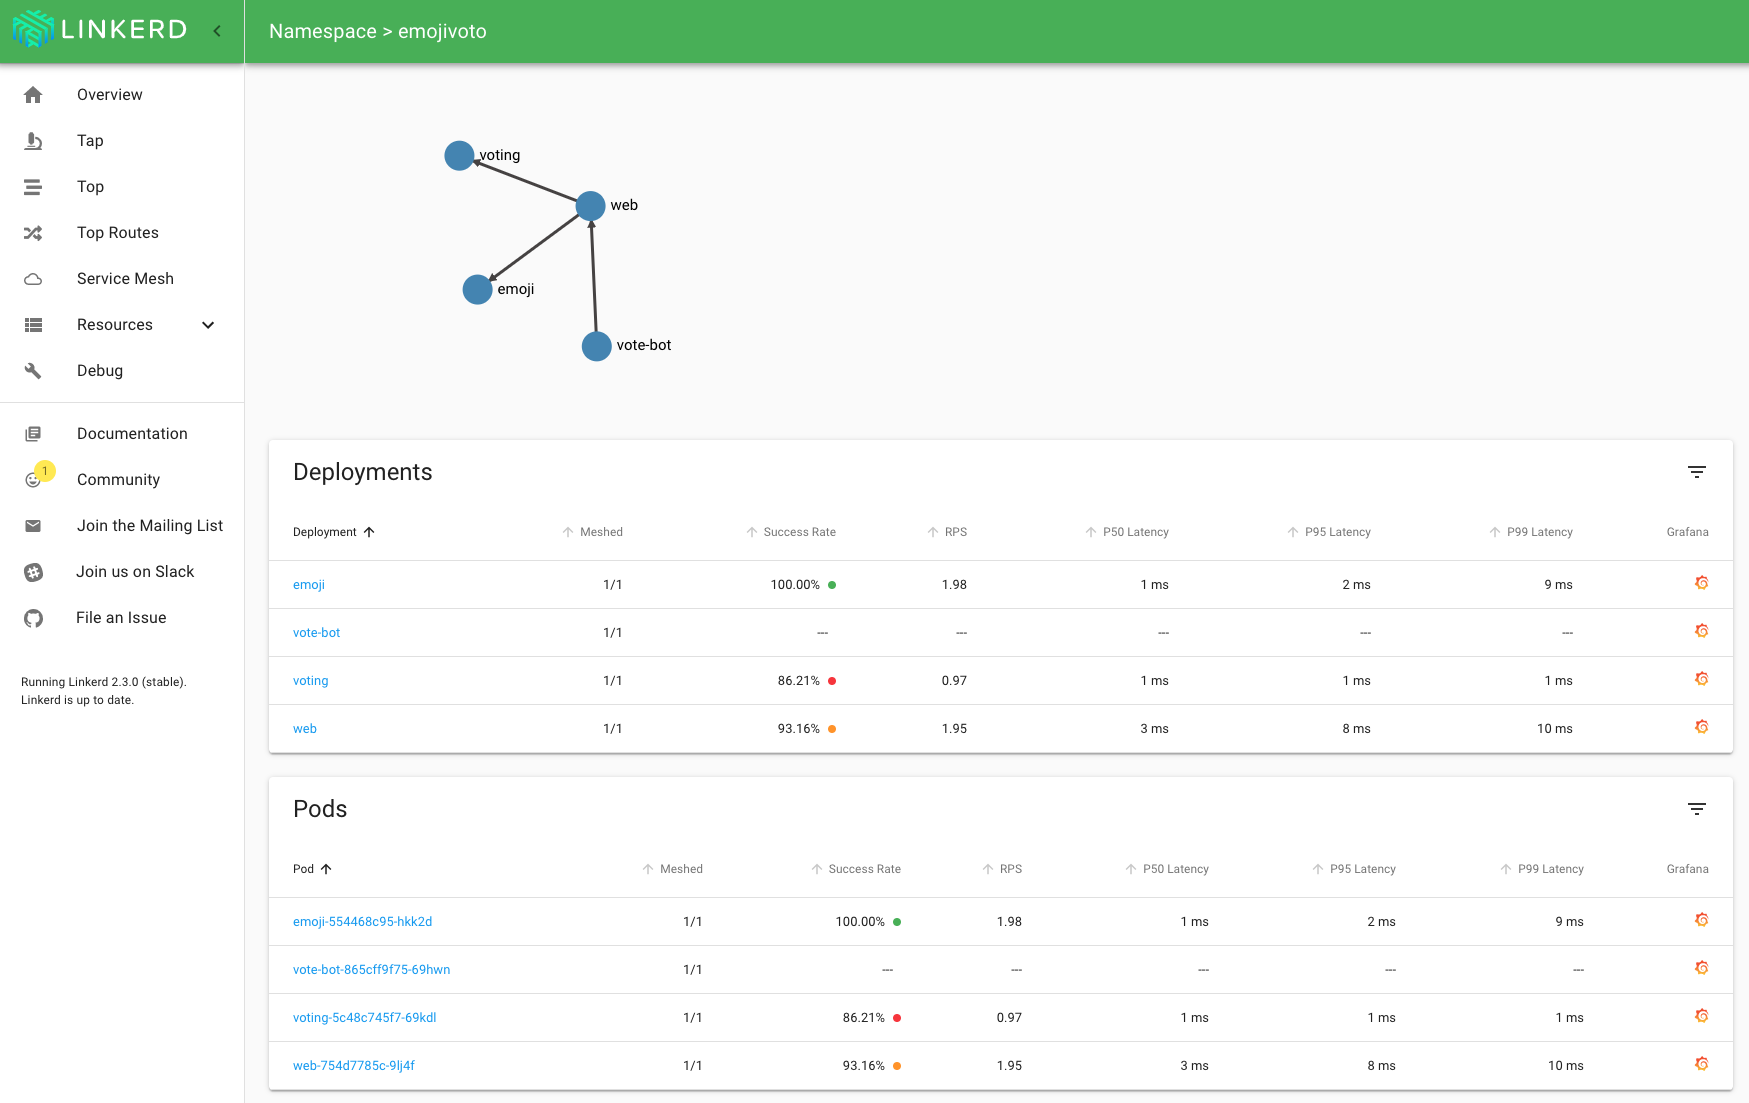 LINKERD
Namespace > emojivoto
Overview
Tap
Top
Top Routes
Service Mesh
Resources
Debug
Documentation
1
Community
Join the Mailing List
Join us on Slack
File an Issue
Running Linkerd 2.3.0 (stable).
Linkerd is up to date.
voting
web
emoji
vote-bot
Deployments
Deployment Meshed Success Rate RPS P50 Latency P95 Latency P99 Latency Grafana
emoji 1/1 100.00% 1.98 1 ms 2 ms 9 ms
vote-bot 1/1 --- --- --- --- ---
voting 1/1 86.21% 0.97 1 ms 1 ms 1 ms
web 1/1 93.16% 1.95 3 ms 8 ms 10 ms
Pods
Pod Meshed Success Rate RPS P50 Latency P95 Latency P99 Latency Grafana
emoji-554468c95-hkk2d 1/1 100.00% 1.98 1 ms 2 ms 9 ms
vote-bot-865cff9f75-69hwn 1/1 --- --- --- --- ---
voting-5c48c745f7-69kdl 1/1 86.21% 0.97 1 ms 1 ms 1 ms
web-754d7785c-9lj4f 1/1 93.16% 1.95 3 ms 8 ms 10 ms